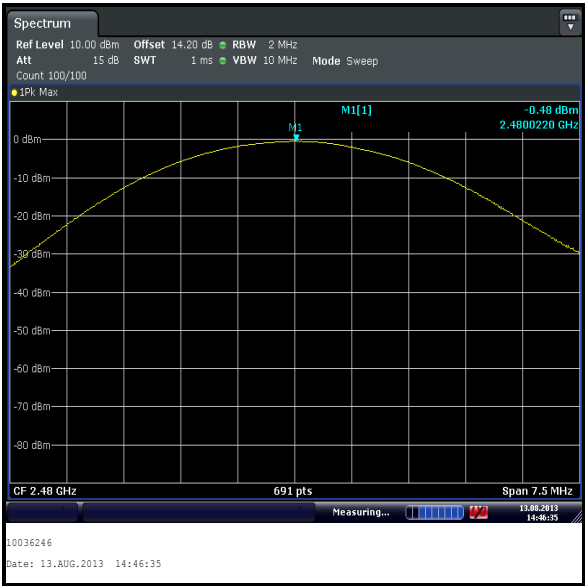 Spectrum
Ref Level 10.00 dBm Offset 14.20 dB RBW 2 MHz
Att 15 dB SWT 1 ms VBW 10 MHz Mode Sweep
Count 100/100
1Pk Max
M1[1] -0.48 dBm
2.4800220 GHz
M1
0 dBm
-10 dBm
-20 dBm
-30 dBm
-40 dBm
-50 dBm
-60 dBm
-70 dBm
-80 dBm
CF 2.48 GHz 691 pts Span 7.5 MHz
Measuring... 13.08.2013
14:46:35
10036246
Date: 13.AUG.2013 14:46:35